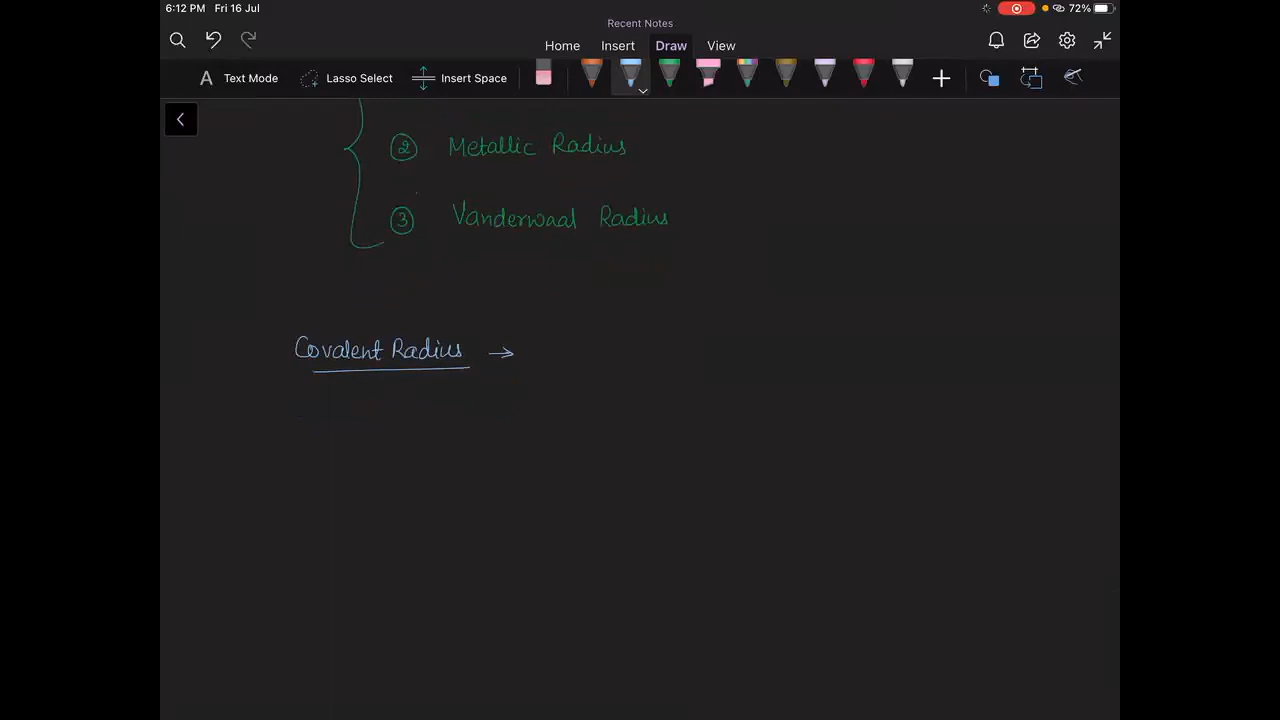 6:12 PM Fri 16 Jul
72%
Recent Notes
Home Insert Draw View
Text Mode Lasso Select Insert Space
② Metallic Radius
③ Vanderwaal Radius
Covalent Radius →